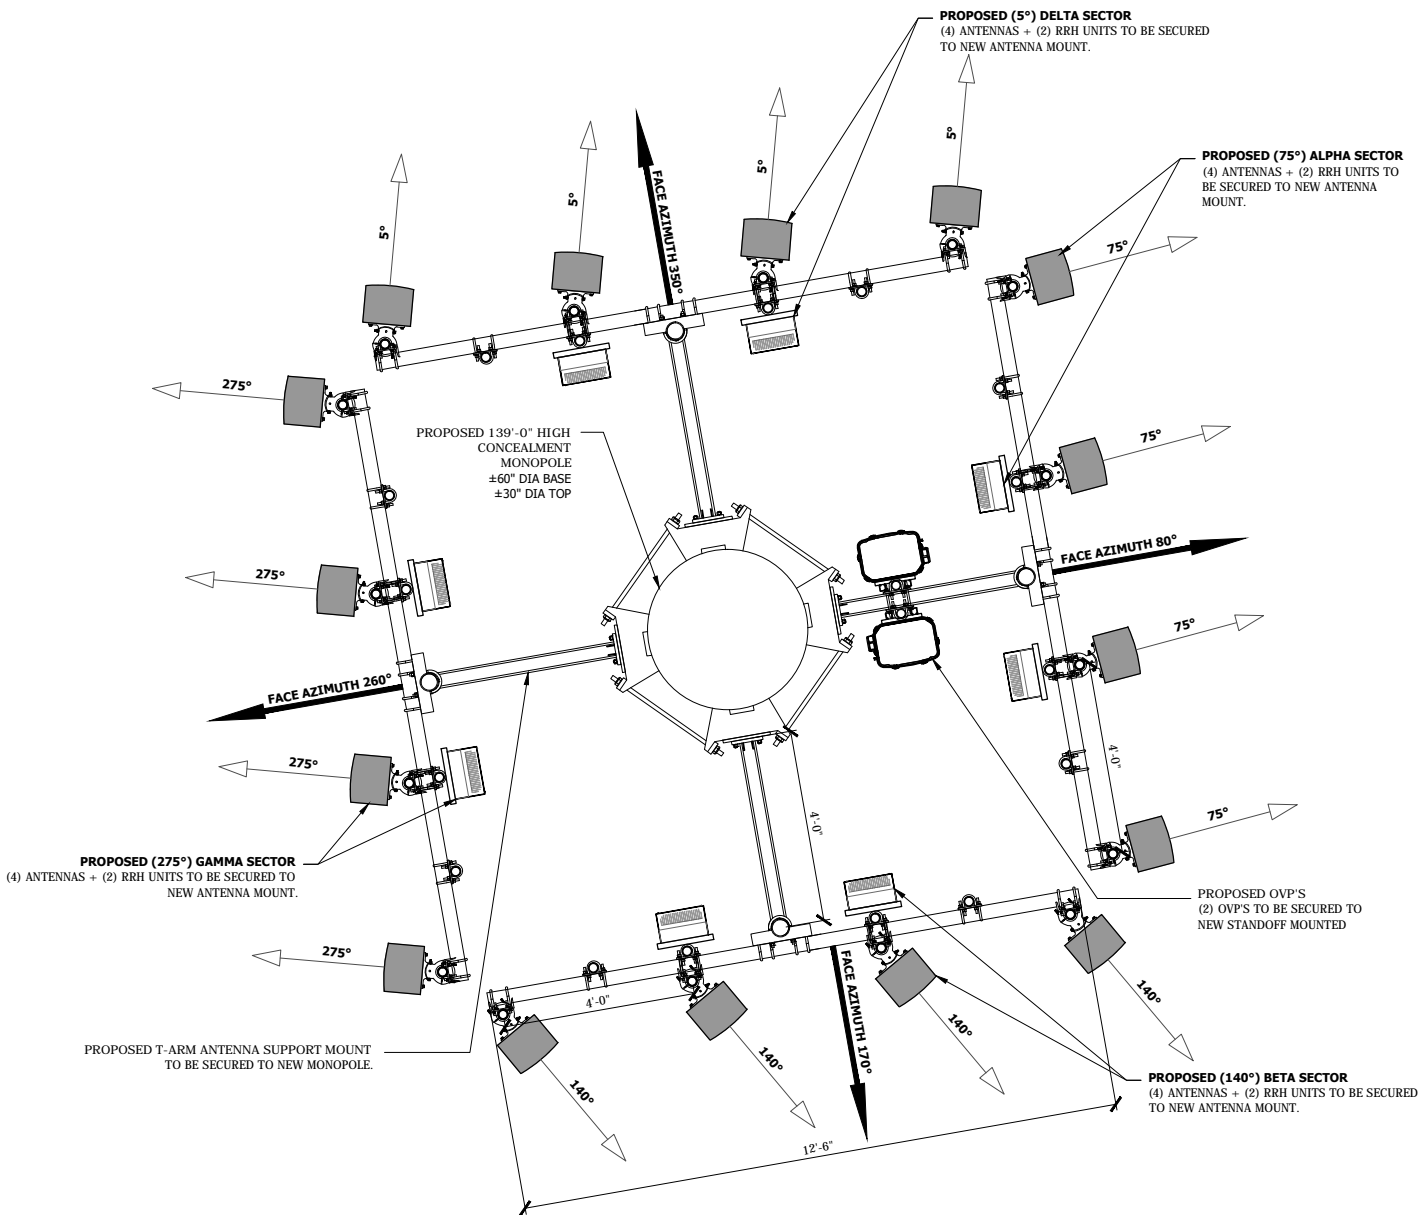 PROPOSED (5°) DELTA SECTOR
(4) ANTENNAS + (2) RRH UNITS TO BE SECURED
TO NEW ANTENNA MOUNT.
PROPOSED (75°) ALPHA SECTOR
(4) ANTENNAS + (2) RRH UNITS TO
BE SECURED TO NEW ANTENNA
MOUNT.
5°
5°
5°
5°
FACE AZIMUTH 350°
75°
75°
75°
75°
FACE AZIMUTH 80°
275°
275°
275°
275°
FACE AZIMUTH 260°
PROPOSED 139'-0" HIGH
CONCEALMENT
MONOPOLE
±60" DIA BASE
±30" DIA TOP
4'-0"
4'-0"
4'-0"
PROPOSED (275°) GAMMA SECTOR
(4) ANTENNAS + (2) RRH UNITS TO BE SECURED TO
NEW ANTENNA MOUNT.
PROPOSED OVP'S
(2) OVP'S TO BE SECURED TO
NEW STANDOFF MOUNTED
FACE AZIMUTH 170°
140°
140°
140°
140°
PROPOSED T-ARM ANTENNA SUPPORT MOUNT
TO BE SECURED TO NEW MONOPOLE.
PROPOSED (140°) BETA SECTOR
(4) ANTENNAS + (2) RRH UNITS TO BE SECURED
TO NEW ANTENNA MOUNT.
12'-6"